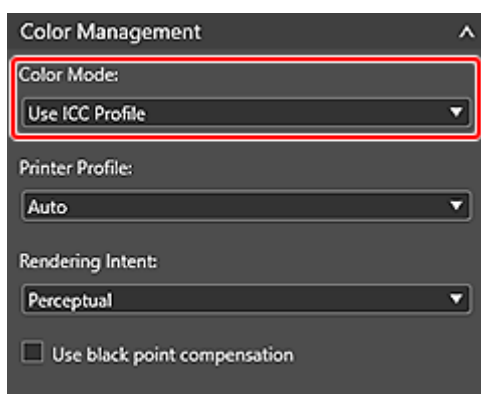 Color Management
Color Mode:
Use ICC Profile
Printer Profile:
Auto
Rendering Intent:
Perceptual
Use black point compensation